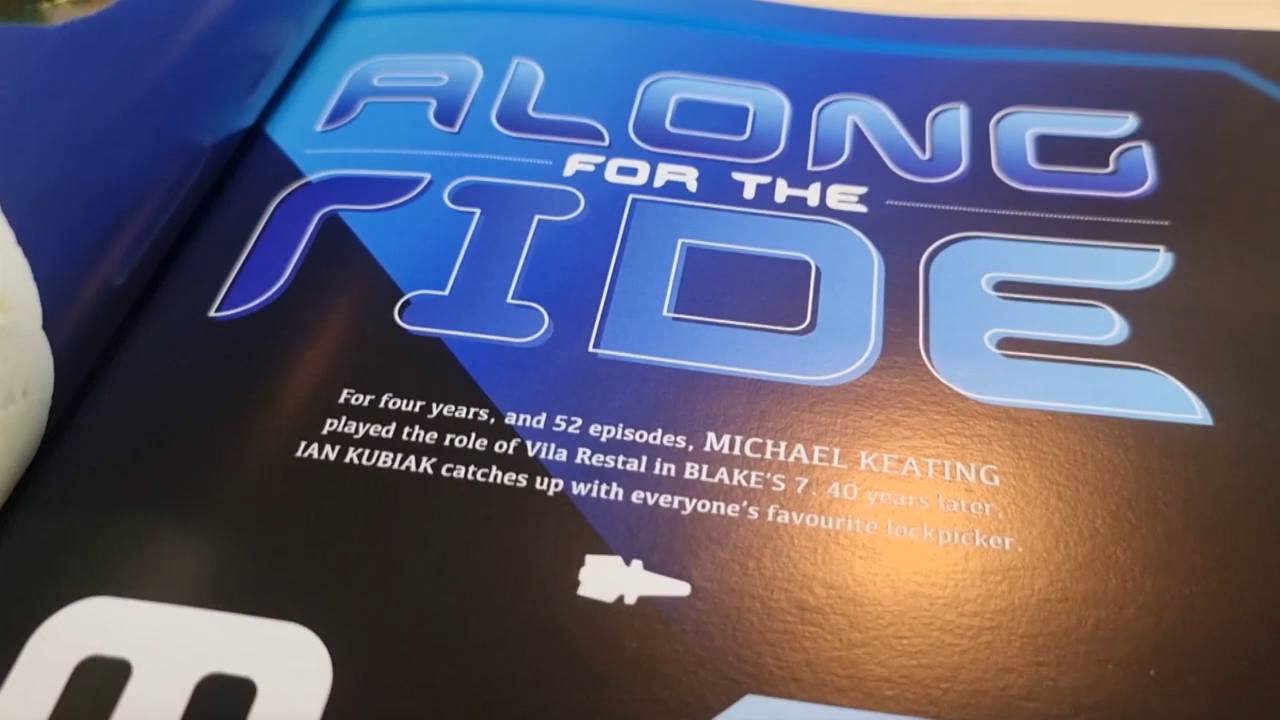 ALONG
FOR THE
rIDE
For four years, and 52 episodes, MICHAEL KEATING
played the role of Vila Restal in BLAKE'S 7. 40 years later,
IAN KUBIAK catches up with everyone's favourite lockpicker.